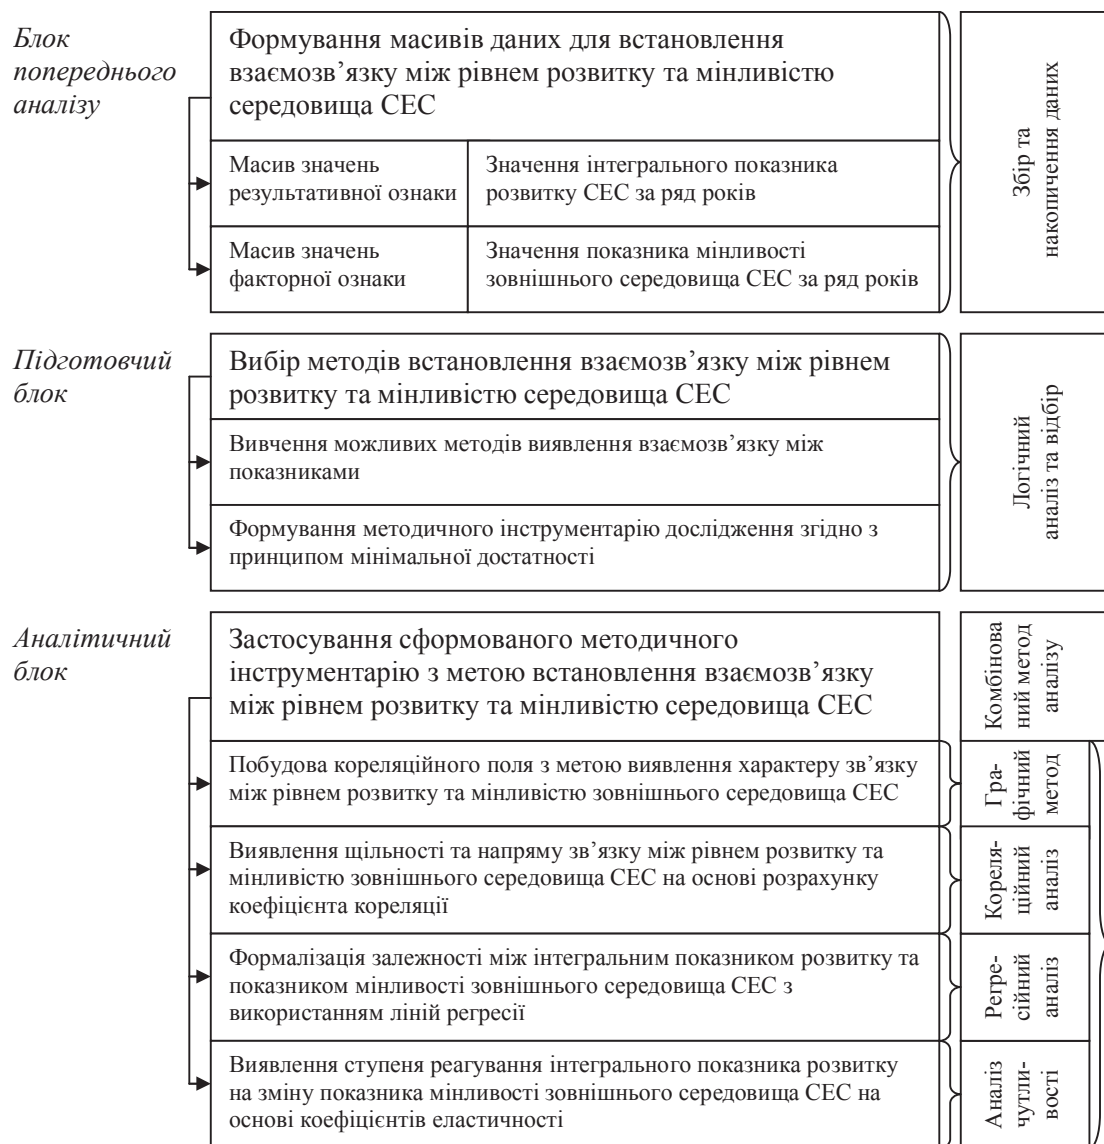 Блок
попереднього
аналізу
Формування масивів даних для встановлення
взаємозв’язку між рівнем розвитку та мінливістю
середовища СЕС
Масив значень
результативної ознаки
Значення інтегрального показника
розвитку СЕС за ряд років
Масив значень
факторної ознаки
Значення показника мінливості
зовнішнього середовища СЕС за ряд років
Збір та
накопичення даних
Підготовчий
блок
Вибір методів встановлення взаємозв’язку між рівнем
розвитку та мінливістю середовища СЕС
Вивчення можливих методів виявлення взаємозв’язку між
показниками
Формування методичного інструментарію дослідження згідно з
принципом мінімальної достатності
Логічний
аналіз та відбір
Аналітичний
блок
Застосування сформованого методичного
інструментарію з метою встановлення взаємозв’язку
між рівнем розвитку та мінливістю середовища СЕС
Комбінова
ний метод
аналізу
Побудова кореляційного поля з метою виявлення характеру зв’язку
між рівнем розвитку та мінливістю зовнішнього середовища СЕС
Гра-
фічний
метод
Виявлення щільності та напряму зв’язку між рівнем розвитку та
мінливістю зовнішнього середовища СЕС на основі розрахунку
коефіцієнта кореляції
Кореля-
ційний
аналіз
Формалізація залежності між інтегральним показником розвитку та
показником мінливості зовнішнього середовища СЕС з
використанням ліній регресії
Регре-
сійний
аналіз
Виявлення ступеня реагування інтегрального показника розвитку
на зміну показника мінливості зовнішнього середовища СЕС на
основі коефіцієнтів еластичності
Аналіз
чутли-
вості